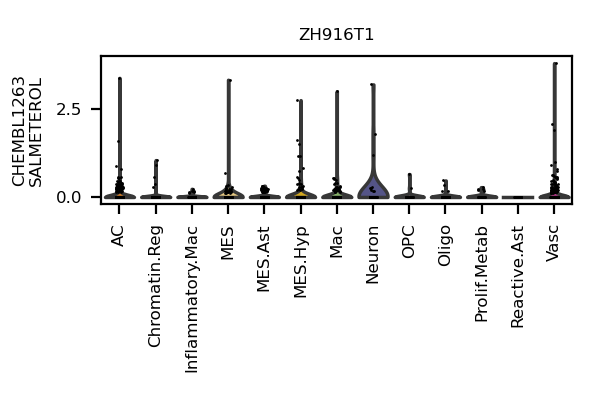 ZH916T1
CHEMBL1263
SALMETEROL
2.5
0.0
AC
Chromatin.Reg
Inflammatory.Mac
MES
MES.Ast
MES.Hyp
Mac
Neuron
OPC
Oligo
Prolif.Metab
Reactive.Ast
Vasc